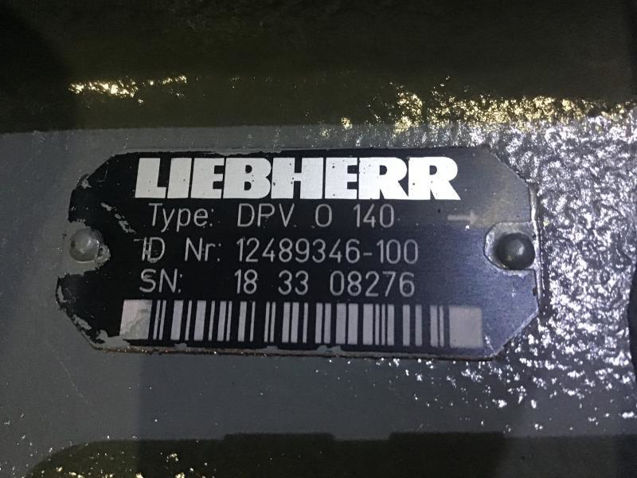 LIEBHERR
Type: DPV O 140
ID Nr: 12489346-100
SN: 18 33 08276